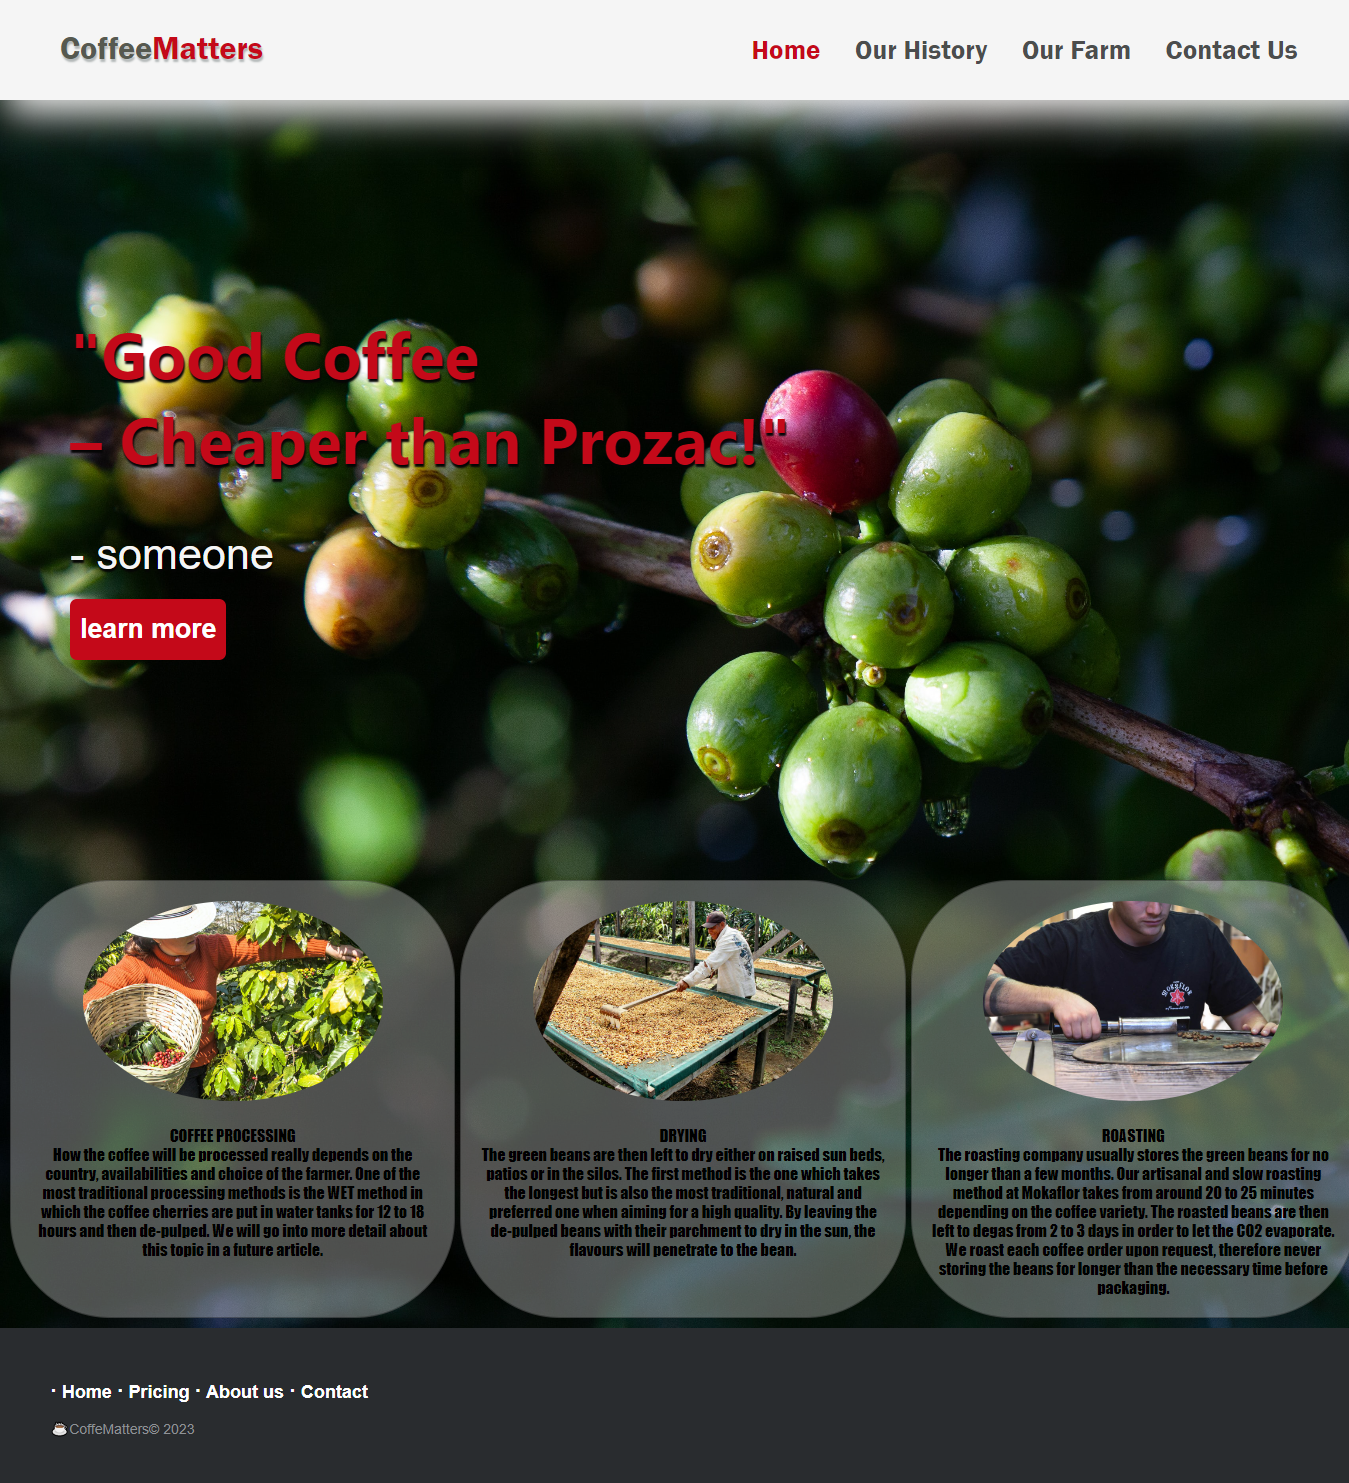 CoffeeMatters
Home Our History Our Farm Contact Us
"Good Coffee
– Cheaper than Prozac!"
- someone
learn more
COFFEE PROCESSING
How the coffee will be processed really depends on the
country, availabilities and choice of the farmer. One of the
most traditional processing methods is the WET method in
which the coffee cherries are put in water tanks for 12 to 18
hours and then de-pulped. We will go into more detail about
this topic in a future article.
DRYING
The green beans are then left to dry either on raised sun beds,
patios or in the silos. The first method is the one which takes
the longest but is also the most traditional, natural and
preferred one when aiming for a high quality. By leaving the
de-pulped beans with their parchment to dry in the sun, the
flavours will penetrate to the bean.
MOKAFLOR
ROASTING
The roasting company usually stores the green beans for no
longer than a few months. Our artisanal and slow roasting
method at Mokaflor takes from around 20 to 25 minutes
depending on the coffee variety. The roasted beans are then
left to degas from 2 to 3 days in order to let the CO2 evaporate.
We roast each coffee order upon request, therefore never
storing the beans for longer than the necessary time before
packaging.
· Home · Pricing · About us · Contact
CoffeMatters© 2023